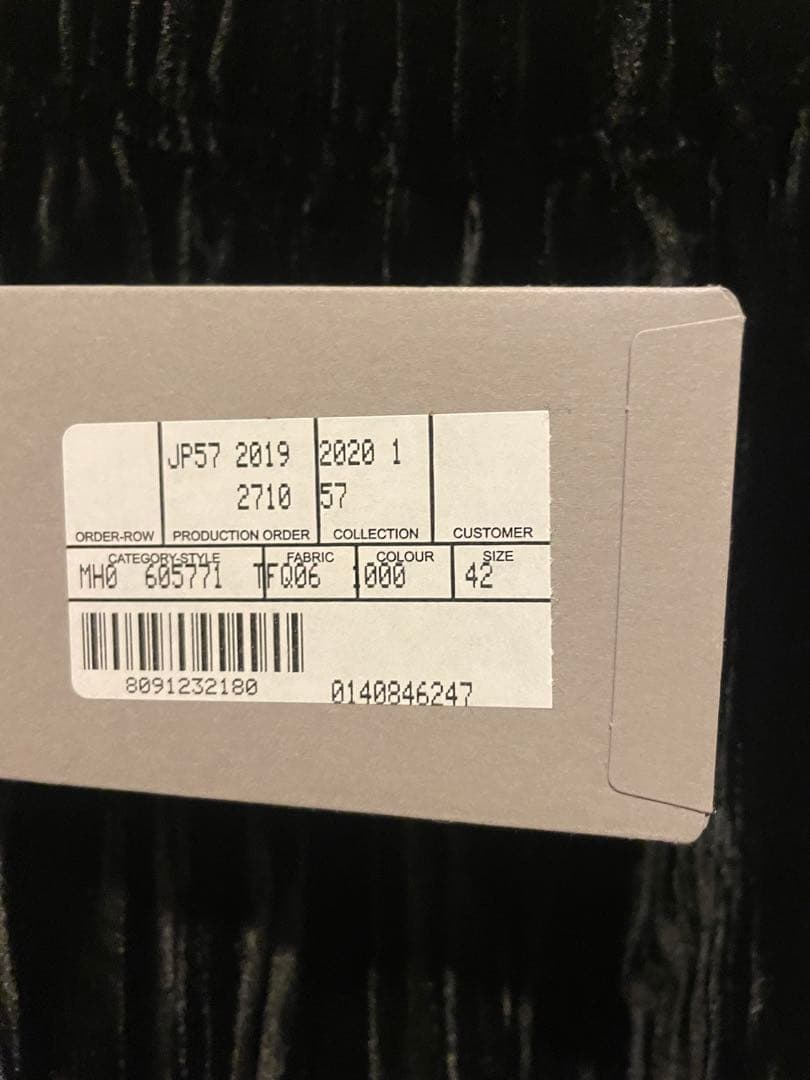 JP57 2019 2020 1
2710 57
ORDER-ROW PRODUCTION ORDER COLLECTION CUSTOMER
CATEGORY-STYLE FABRIC COLOUR SIZE
MH0 605771 TFQ06 1000 42
8091232180 0140846247